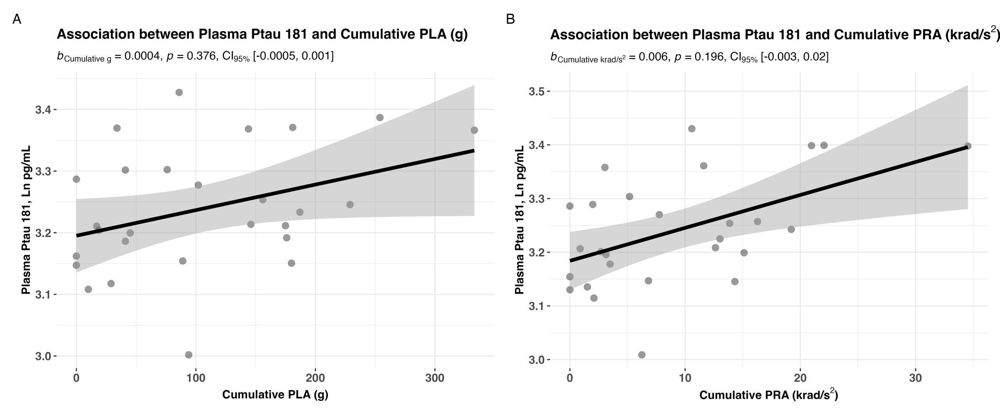 A
Association between Plasma Ptau 181 and Cumulative PLA (g)
b Cumulative g = 0.0004, p = 0.376, CI95% [-0.0005, 0.001]
Plasma Ptau 181, Ln pg/mL
3.4
3.3
3.2
3.1
3.0
0 100 200 300
Cumulative PLA (g)
B
Association between Plasma Ptau 181 and Cumulative PRA (krad/s²)
b Cumulative krad/s² = 0.006, p = 0.196, CI95% [-0.003, 0.02]
Plasma Ptau 181, Ln pg/mL
3.5
3.4
3.3
3.2
3.1
3.0
0 10 20 30
Cumulative PRA (krad/s²)